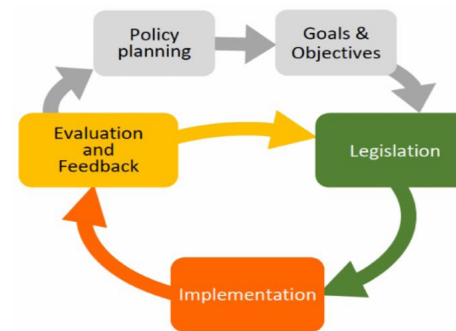 Policy
planning
Goals &
Objectives
Evaluation
and
Feedback
Legislation
Implementation